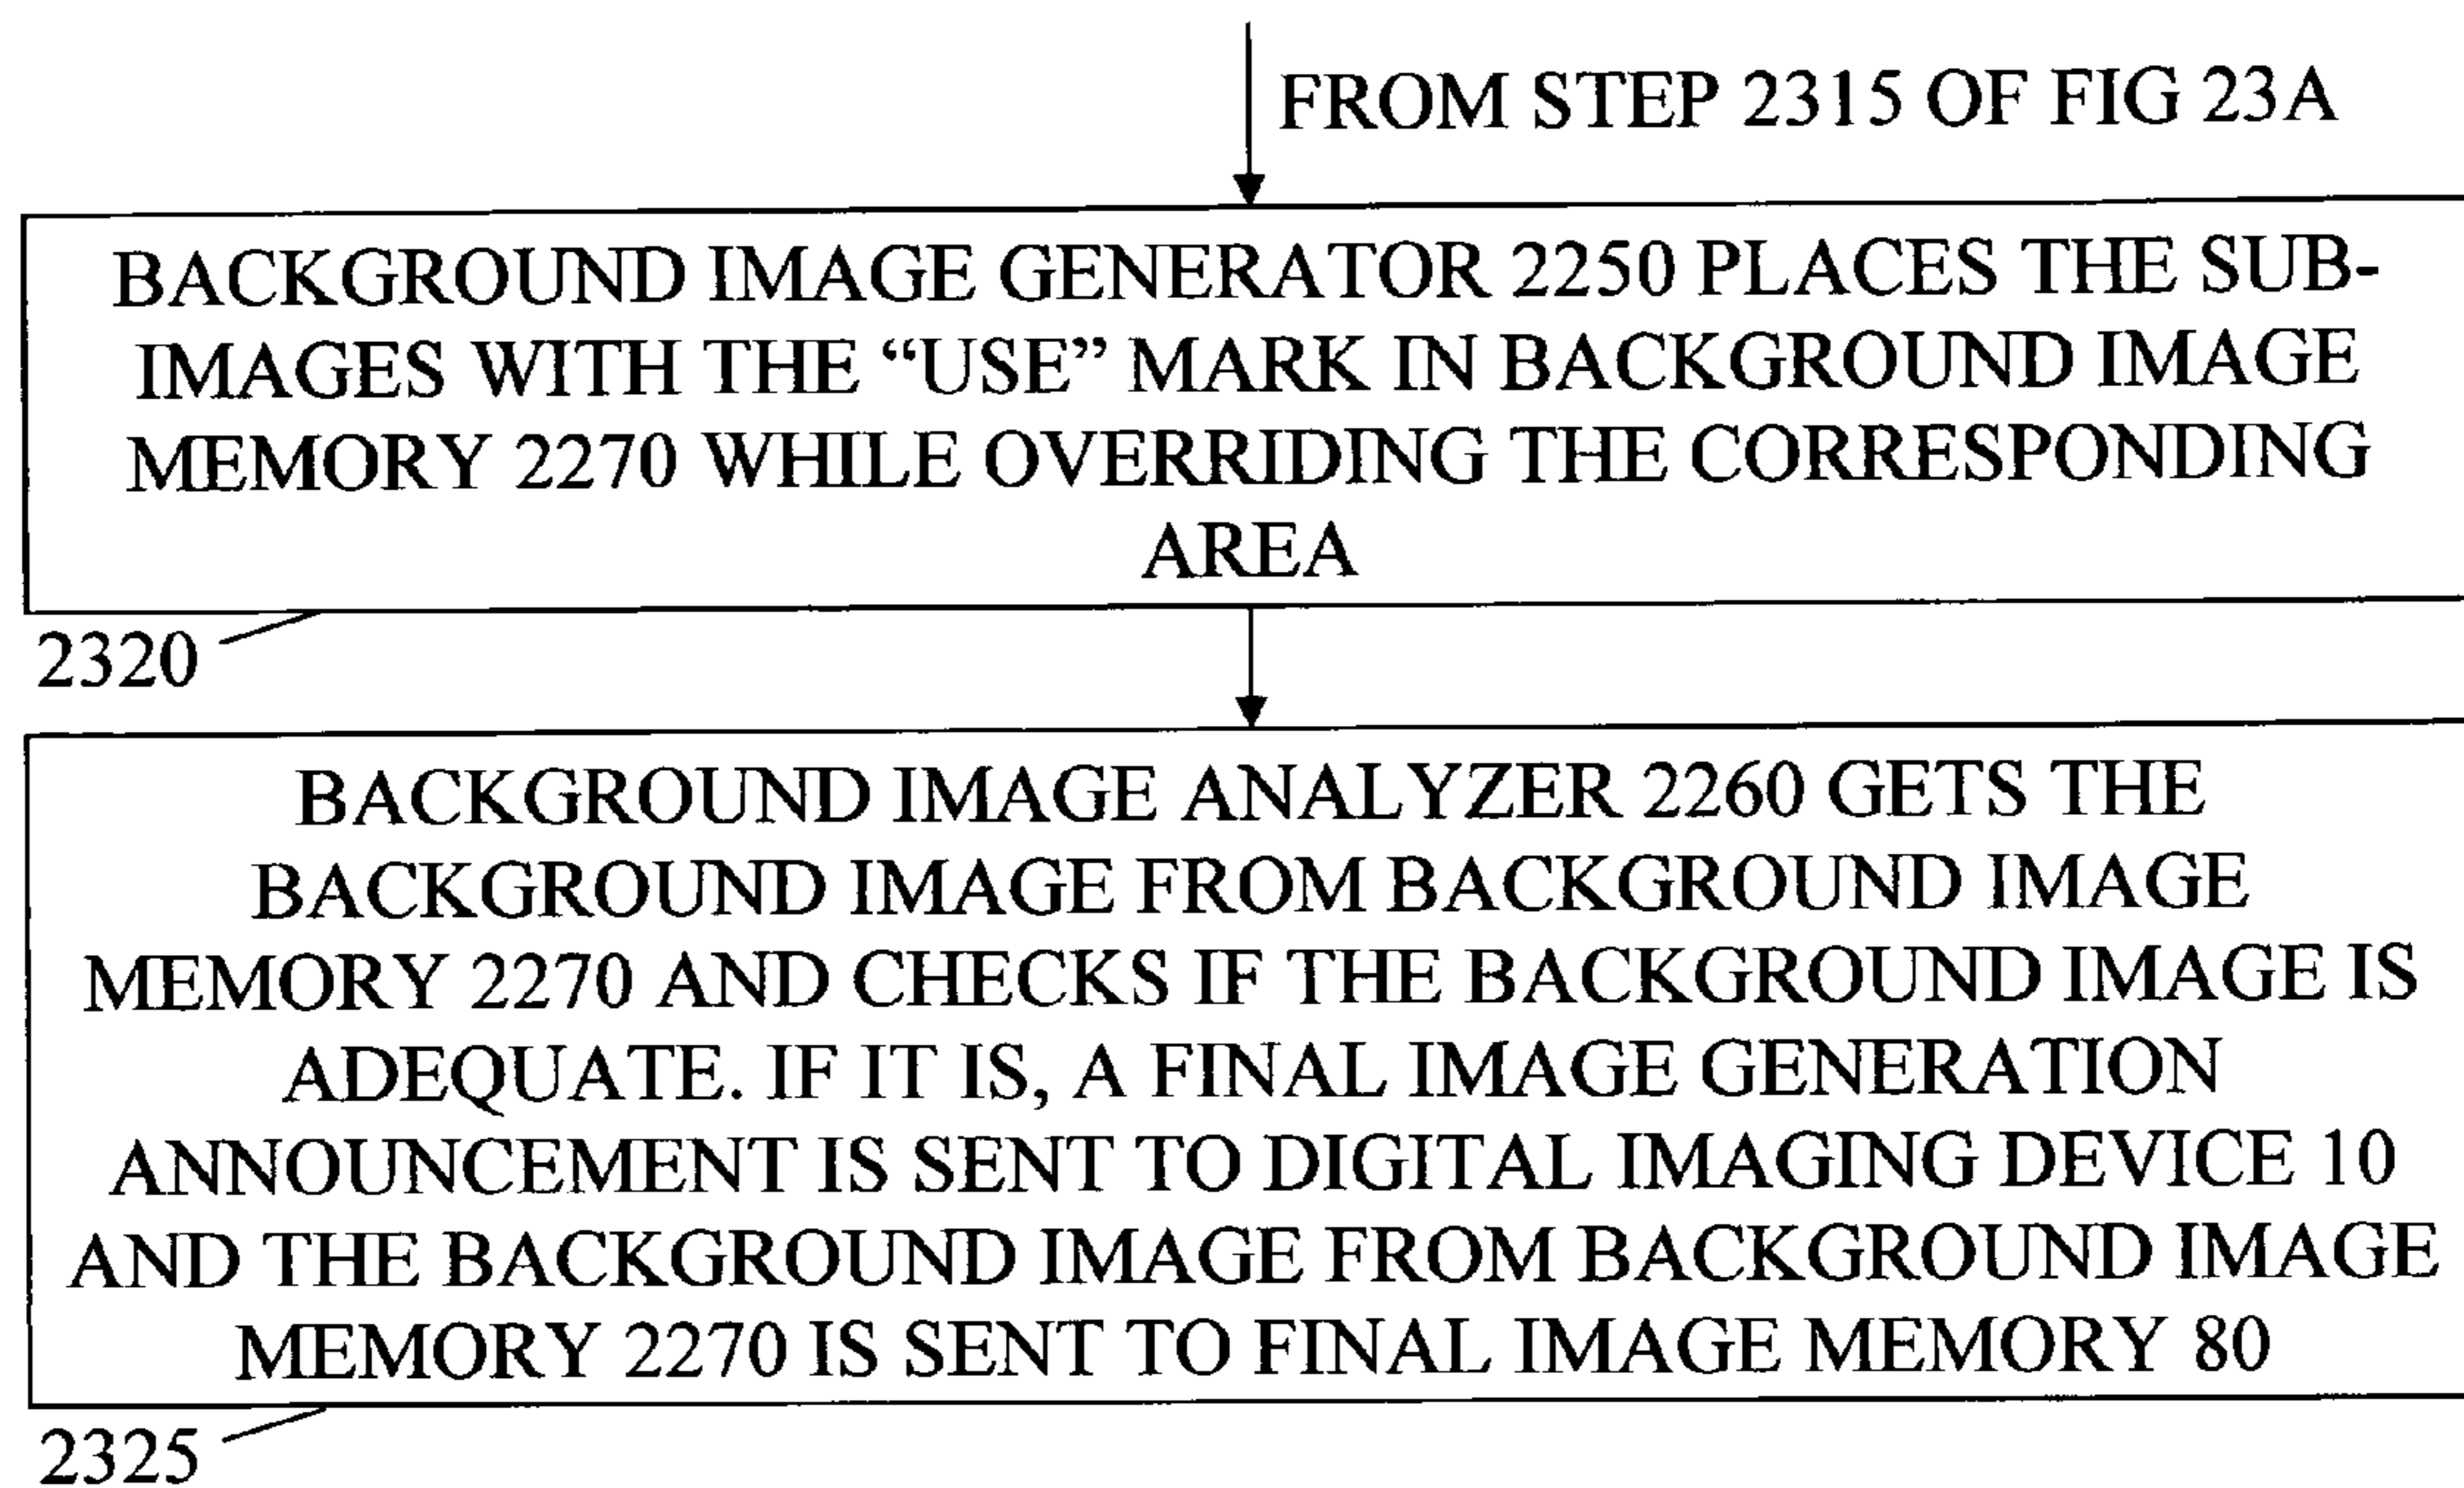 FROM STEP 2315 OF FIG 23A
BACKGROUND IMAGE GENERATOR 2250 PLACES THE SUB-
IMAGES WITH THE “USE” MARK IN BACKGROUND IMAGE
MEMORY 2270 WHILE OVERRIDING THE CORRESPONDING
AREA
2320
BACKGROUND IMAGE ANALYZER 2260 GETS THE
BACKGROUND IMAGE FROM BACKGROUND IMAGE
MEMORY 2270 AND CHECKS IF THE BACKGROUND IMAGE IS
ADEQUATE. IF IT IS, A FINAL IMAGE GENERATION
ANNOUNCEMENT IS SENT TO DIGITAL IMAGING DEVICE 10
AND THE BACKGROUND IMAGE FROM BACKGROUND IMAGE
MEMORY 2270 IS SENT TO FINAL IMAGE MEMORY 80
2325